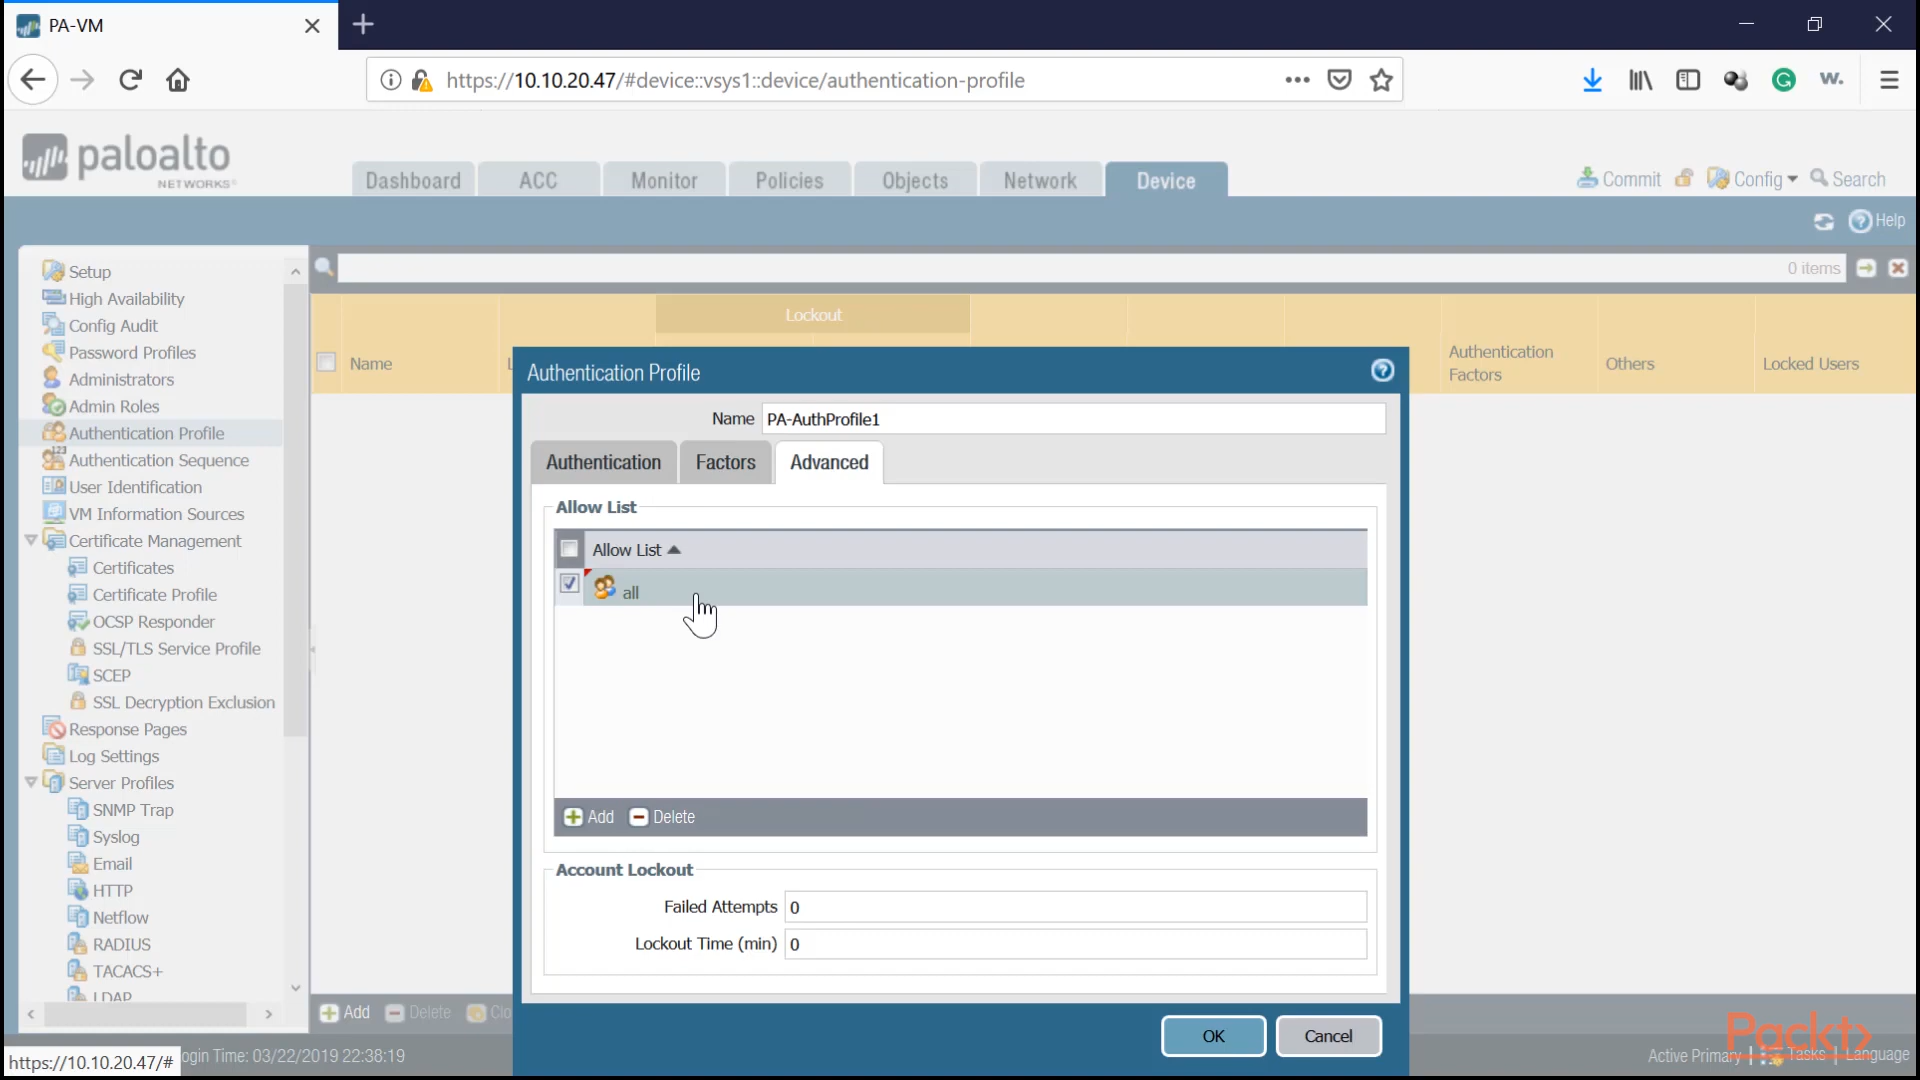 PA-VM
https://10.10.20.47/#device::vsys1::device/authentication-profile
w.
paloalto
NETWORKS
Dashboard
ACC
Monitor
Policies
Objects
Network
Device
Commit
Config
Search
Help
Setup
High Availability
Config Audit
Password Profiles
Administrators
Admin Roles
Authentication Profile
Authentication Sequence
User Identification
VM Information Sources
Certificate Management
Certificates
Certificate Profile
OCSP Responder
SSL/TLS Service Profile
SCEP
SSL Decryption Exclusion
Response Pages
Log Settings
Server Profiles
SNMP Trap
Syslog
Email
HTTP
Netflow
RADIUS
TACACS+
LDAP
0 items
Lockout
Name
Authentication
Factors
Others
Locked Users
Authentication Profile
Name PA-AuthProfile1
Authentication
Factors
Advanced
Allow List
Allow List
all
Add Delete
Account Lockout
Failed Attempts 0
Lockout Time (min) 0
OK
Cancel
Add
Delete
https://10.10.20.47/#
ogin Time: 03/22/2019 22:38:19
Active Primary | Tasks | Language
Packt>